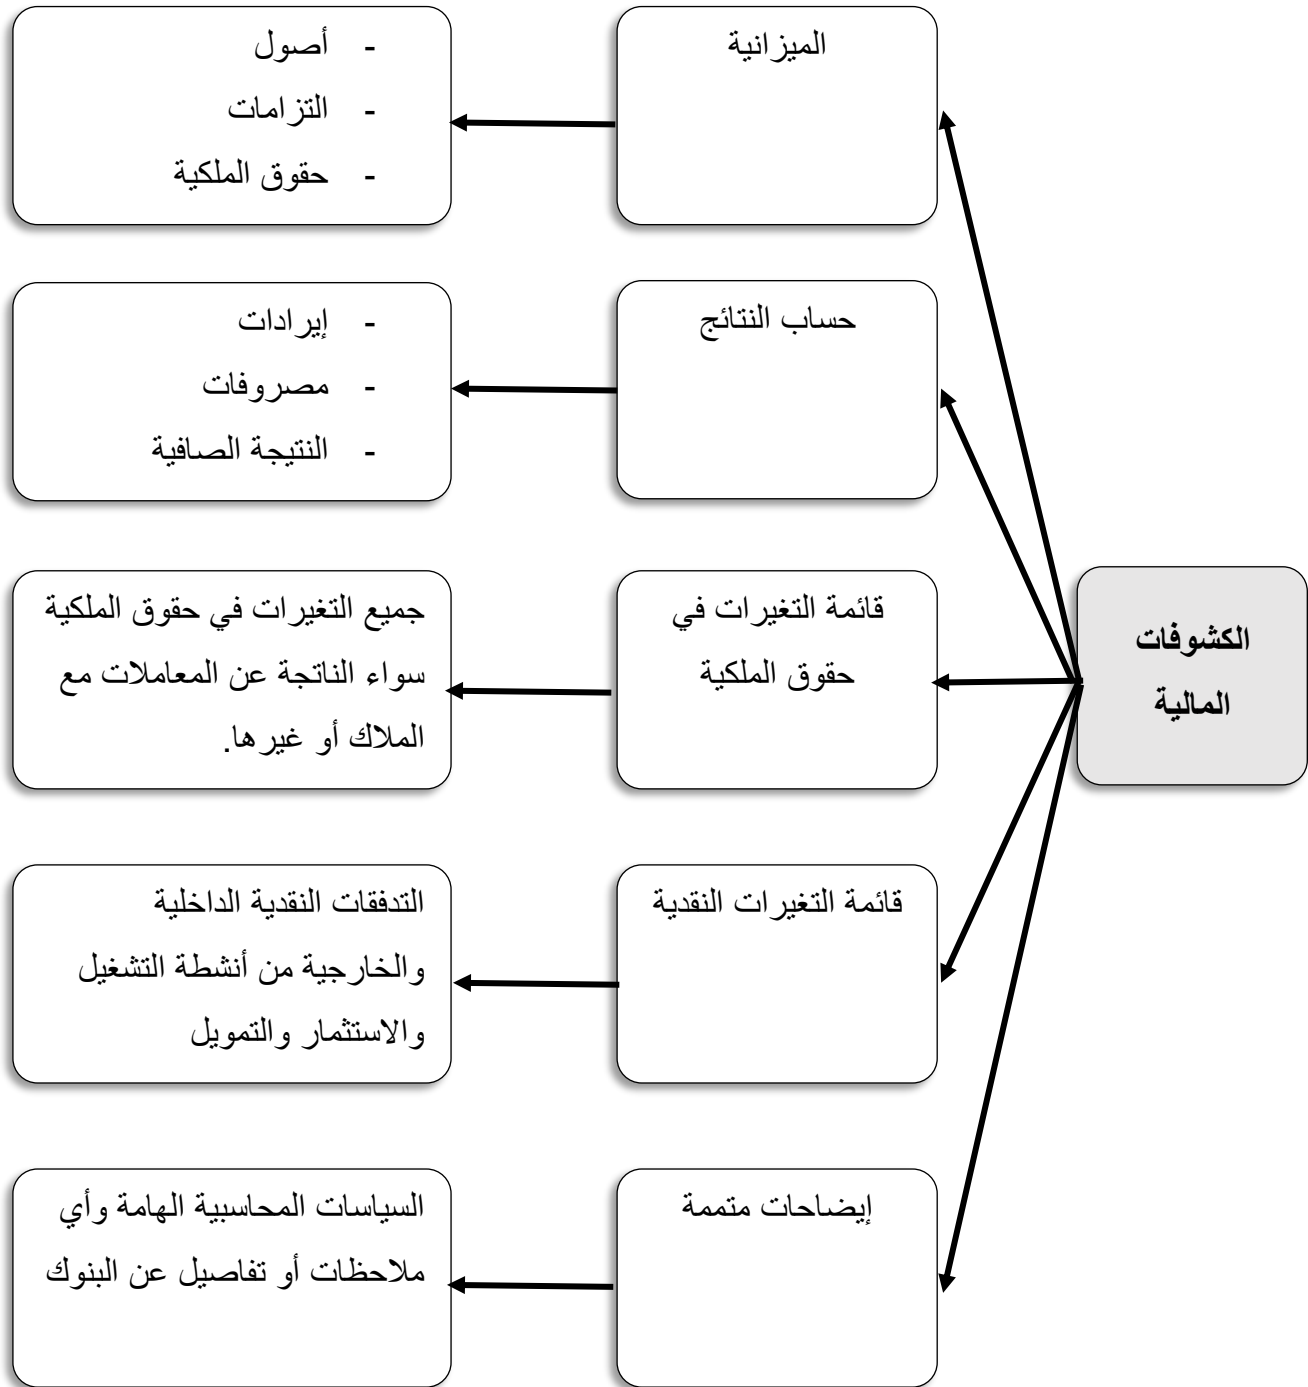 الكشوفات
المالية
الميزانية
- أصول
- التزامات
- حقوق الملكية
حساب النتائج
- إيرادات
- مصروفات
- النتيجة الصافية
قائمة التغيرات في
حقوق الملكية
جميع التغيرات في حقوق الملكية
سواء الناتجة عن المعاملات مع
الملاك أو غيرها.
قائمة التغيرات النقدية
التدفقات النقدية الداخلية
والخارجية من أنشطة التشغيل
والاستثمار والتمويل
إيضاحات متممة
السياسات المحاسبية الهامة وأي
ملاحظات أو تفاصيل عن البنوك